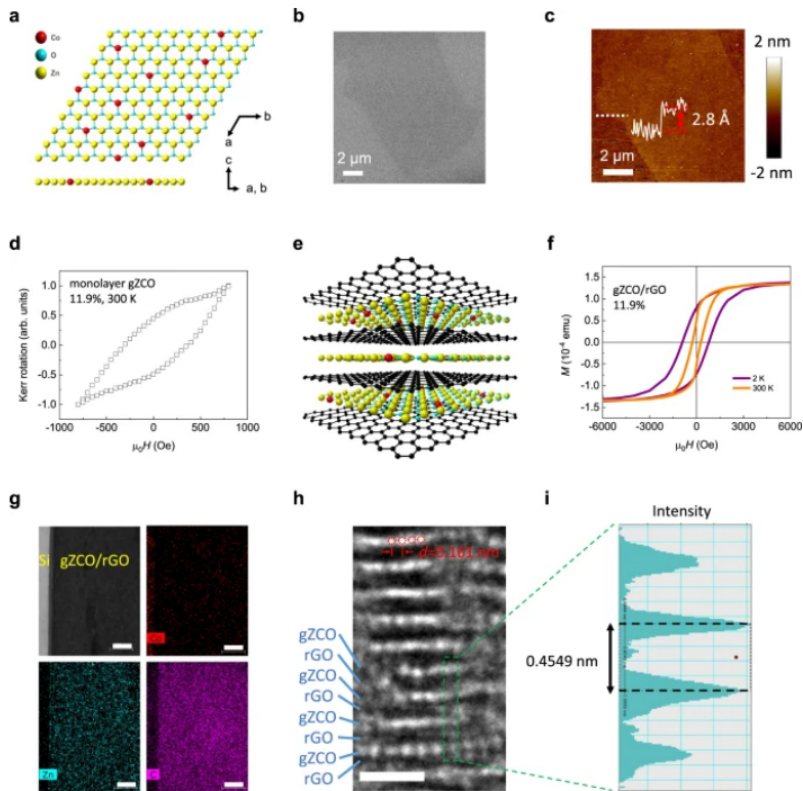 a
Co
O
Zn
b
a
c
a, b
b
2 μm
c
2.8 Å
2 μm
2 nm
-2 nm
d
monolayer gZCO
11.9%, 300 K
Kerr rotation (arb. units)
1.0
0.5
0.0
-0.5
-1.0
-1000 -500 0 500 1000
μ₀H (Oe)
e
f
gZCO/rGO
11.9%
M (10⁻⁴ emu)
1.5
1.0
0.5
0.0
-0.5
-1.0
-1.5
2 K
300 K
-6000 -3000 0 3000 6000
μ₀H (Oe)
g
Si gZCO/rGO
Co
Zn
C
h
d=0.161 nm
gZCO
rGO
gZCO
rGO
gZCO
rGO
gZCO
rGO
i
Intensity
0.4549 nm